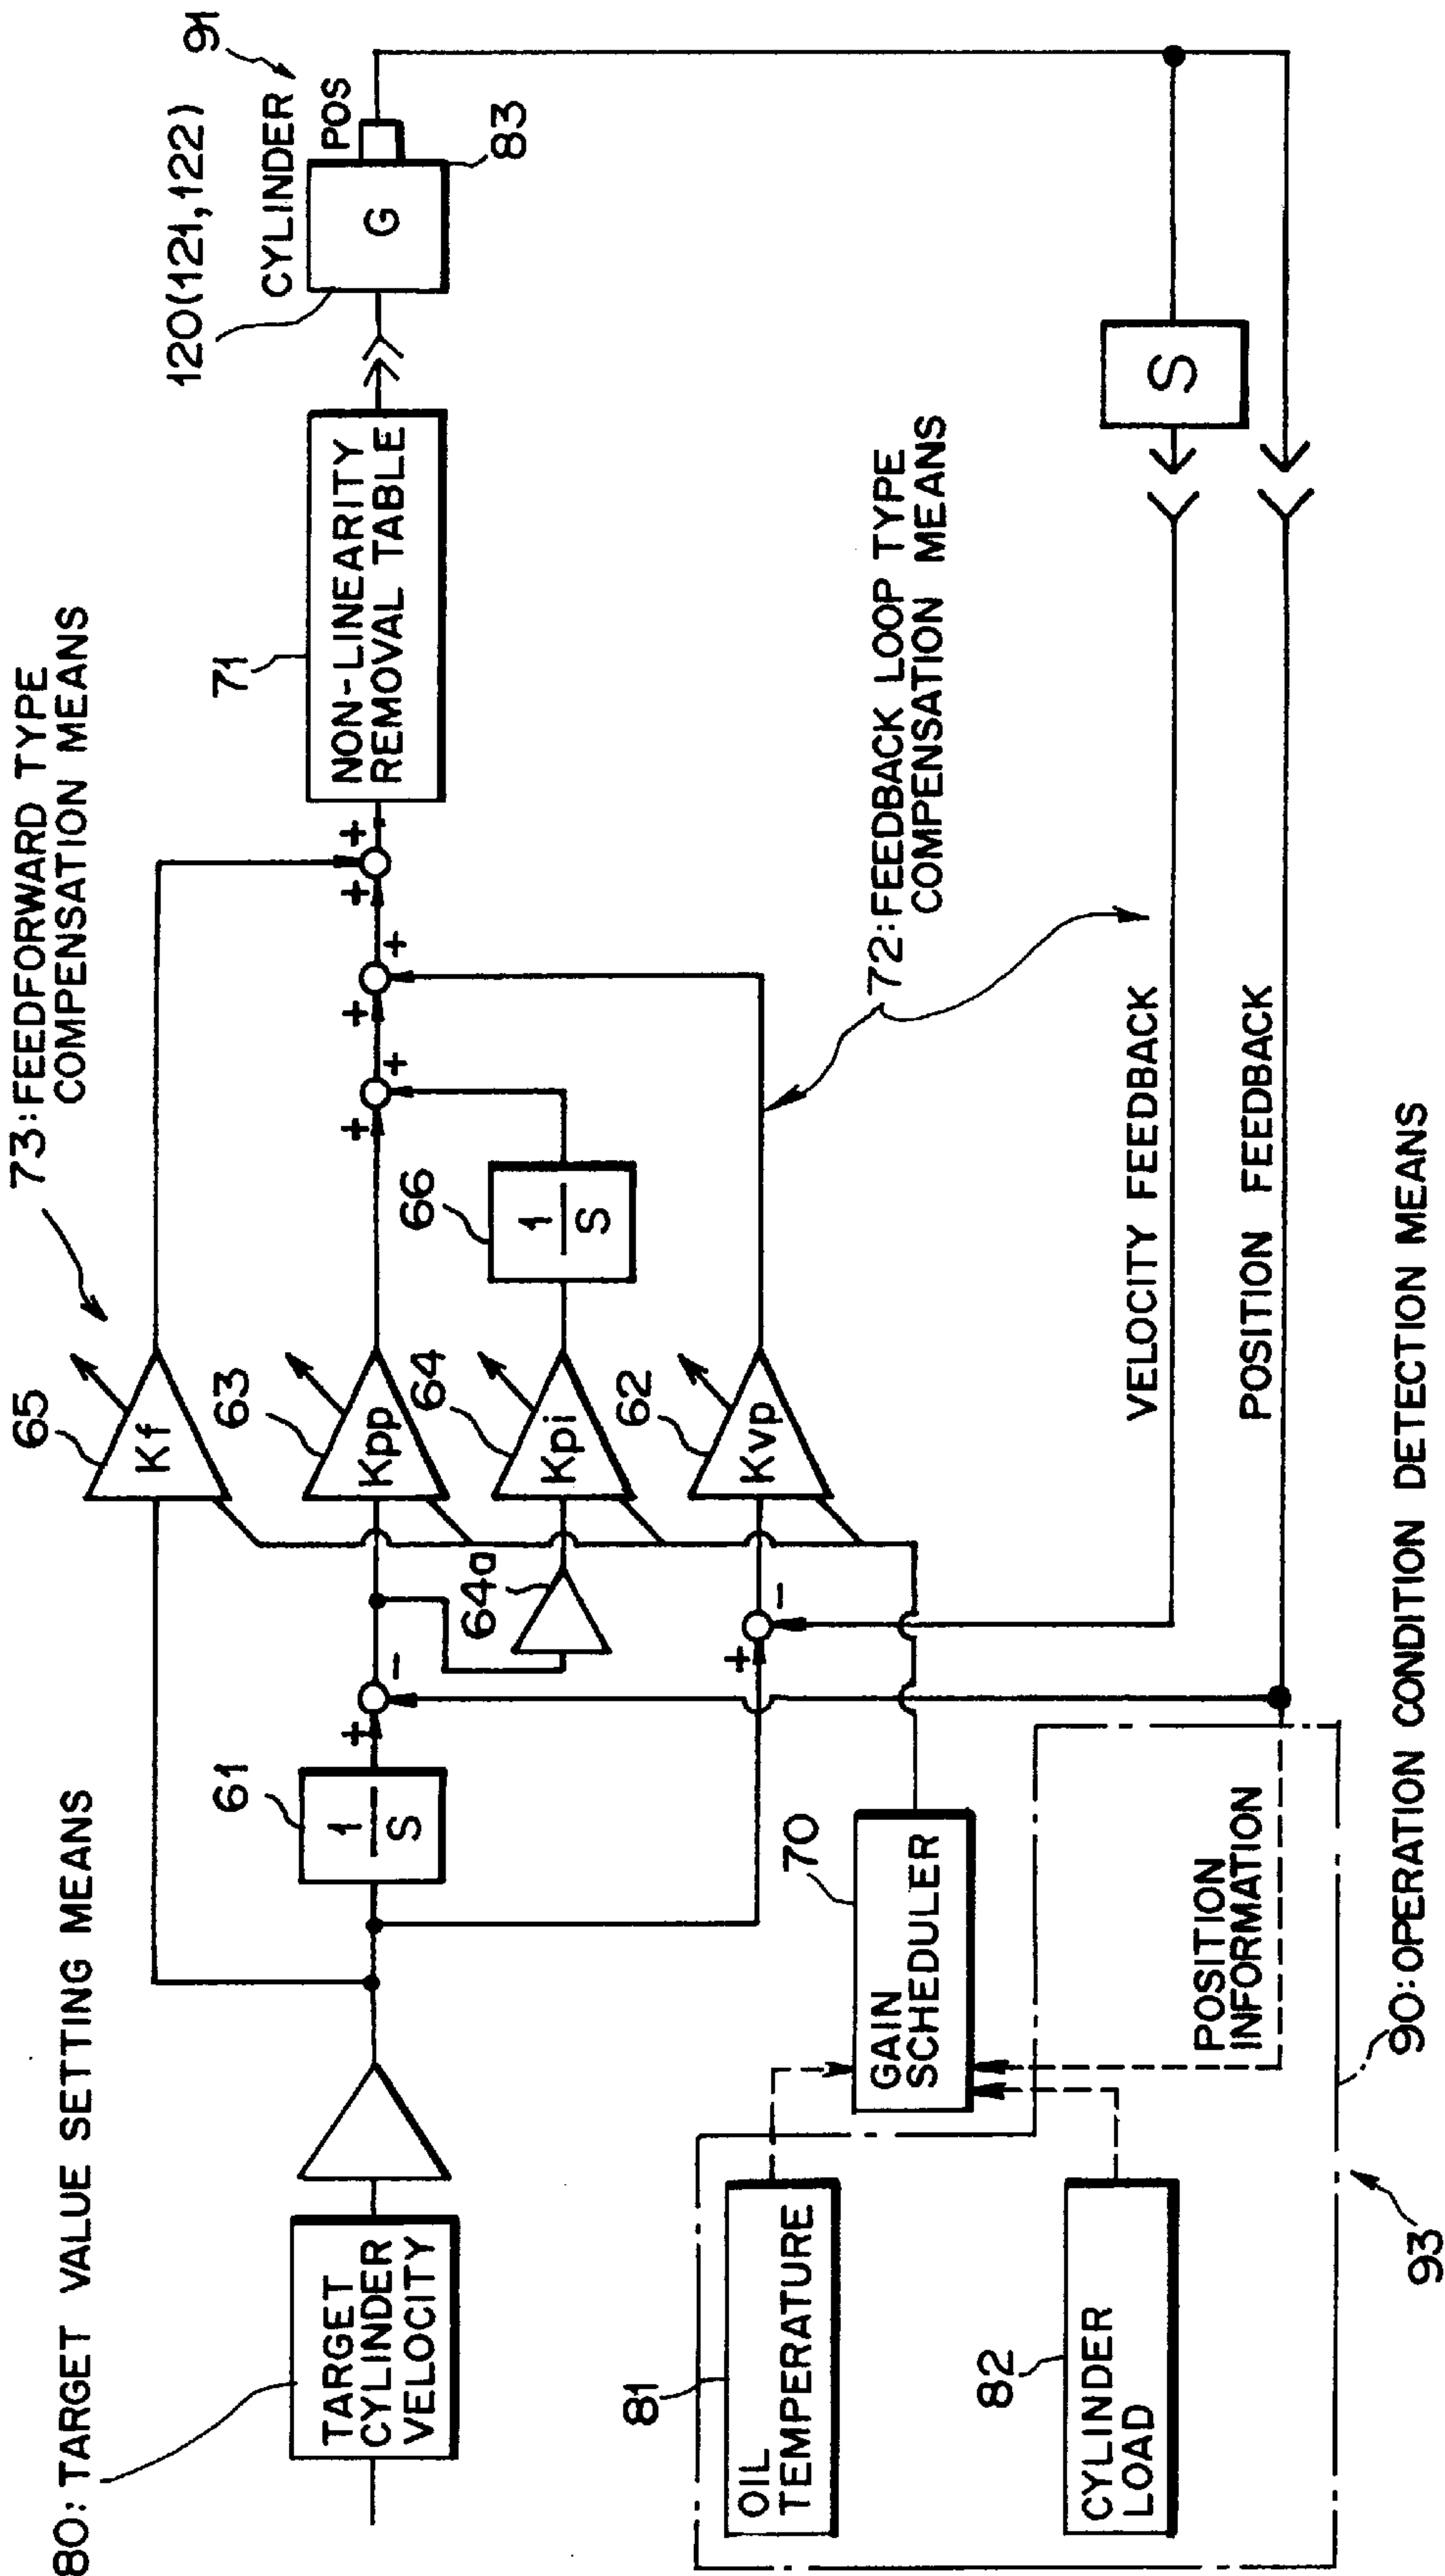 80: TARGET VALUE SETTING MEANS
TARGET
CYLINDER
VELOCITY
61
1
S
+
-
73: FEEDFORWARD TYPE
COMPENSATION MEANS
65
Kf
63
Kpp
64
Kpi
64a
66
1
S
62
Kvp
+
-
+
+
+
+
+
+
71
NON-LINEARITY
REMOVAL TABLE
120(121,122)
CYLINDER
91
POS
G
83
72: FEEDBACK LOOP TYPE
COMPENSATION MEANS
S
VELOCITY FEEDBACK
POSITION FEEDBACK
70
GAIN
SCHEDULER
POSITION
INFORMATION
81
OIL
TEMPERATURE
82
CYLINDER
LOAD
93
90: OPERATION CONDITION DETECTION MEANS